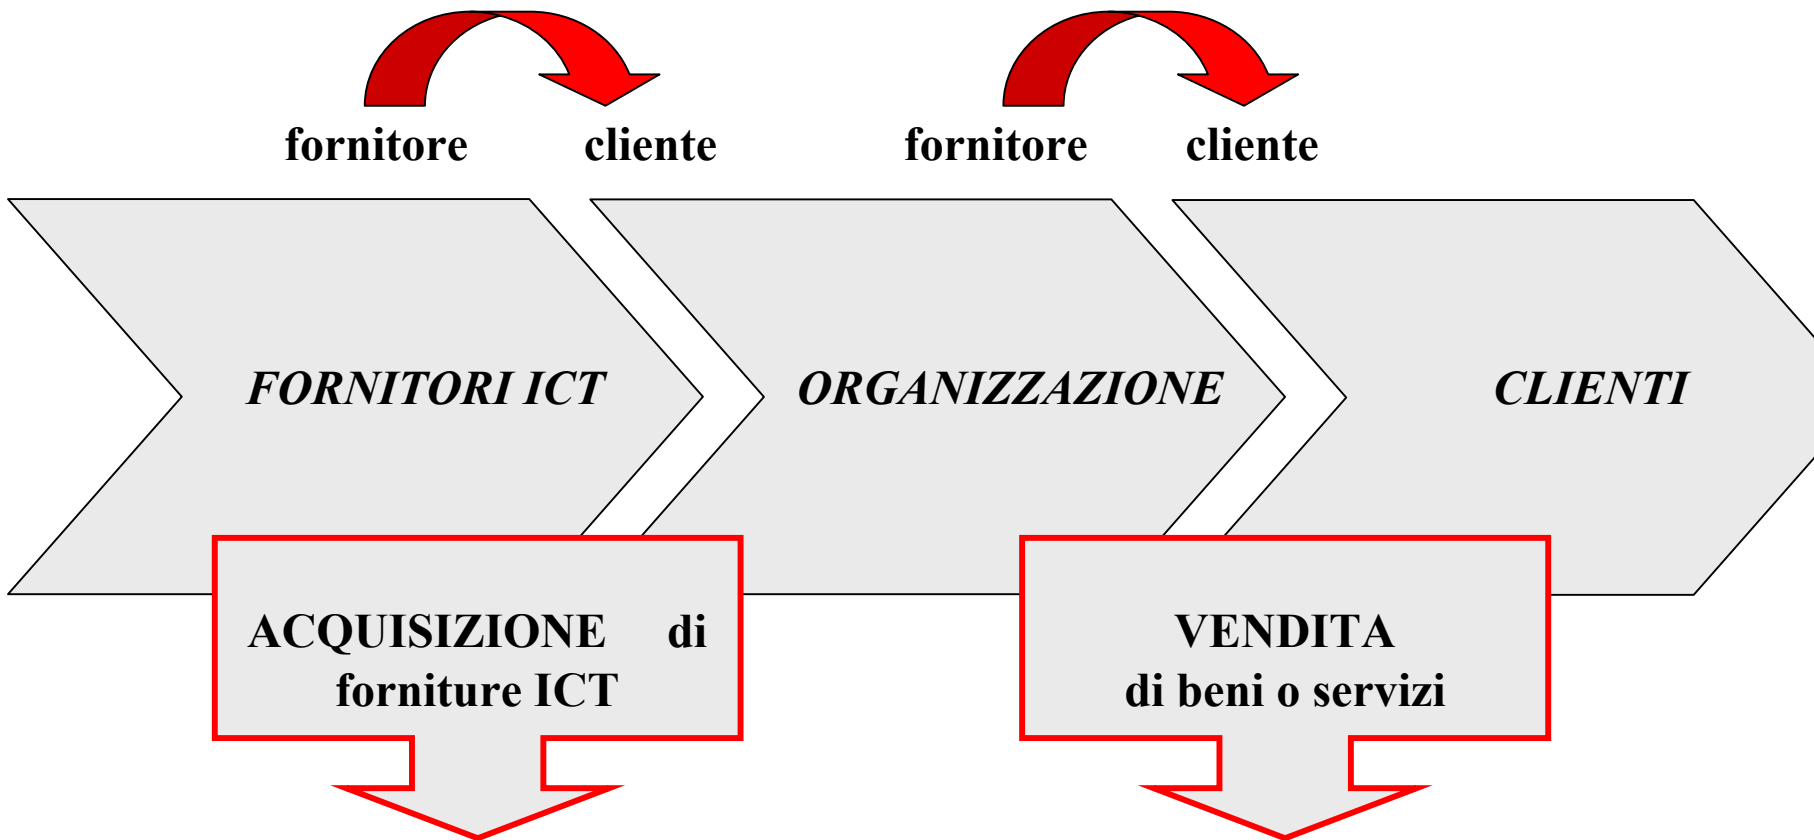 fornitore cliente fornitore cliente
FORNITORI ICT ORGANIZZAZIONE CLIENTI
ACQUISIZIONE di
forniture ICT
VENDITA
di beni o servizi